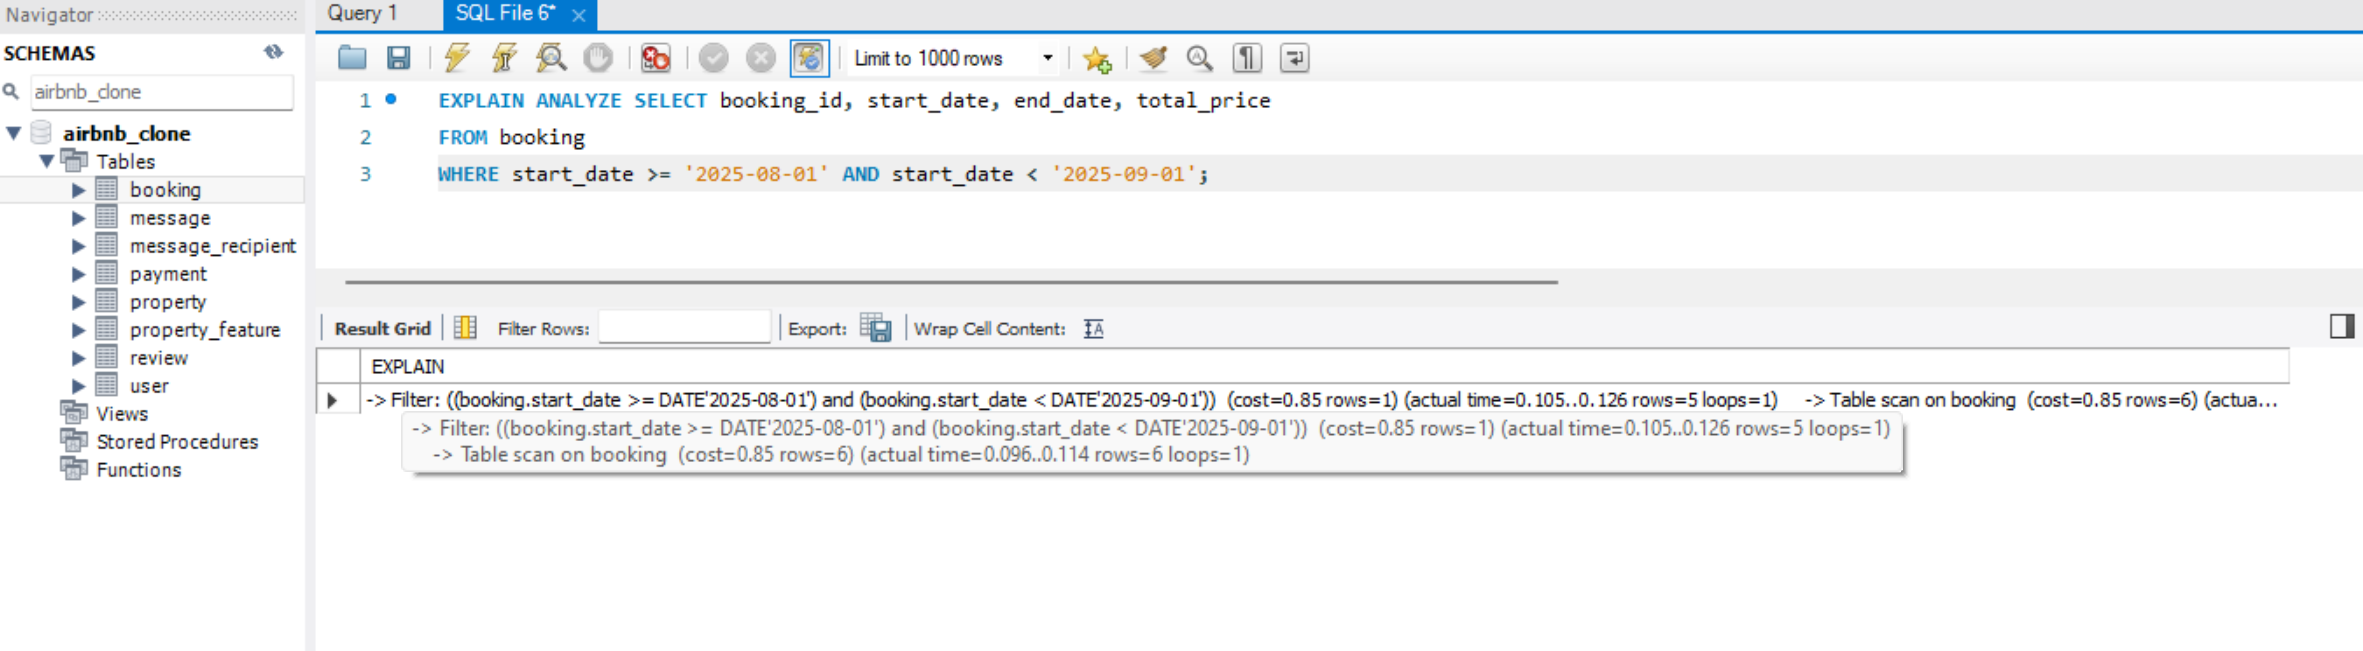 Navigator
SCHEMAS
airbnb_clone
airbnb_clone
Tables
booking
message
message_recipient
payment
property
property_feature
review
user
Views
Stored Procedures
Functions
Query 1
SQL File 6*
Limit to 1000 rows
1 EXPLAIN ANALYZE SELECT booking_id, start_date, end_date, total_price
2 FROM booking
3 WHERE start_date >= '2025-08-01' AND start_date < '2025-09-01';
Result Grid Filter Rows: Export: Wrap Cell Content:
EXPLAIN
-> Filter: ((booking.start_date >= DATE'2025-08-01') and (booking.start_date < DATE'2025-09-01')) (cost=0.85 rows=1) (actual time=0.105..0.126 rows=5 loops=1) -> Table scan on booking (cost=0.85 rows=6) (actua...
-> Filter: ((booking.start_date >= DATE'2025-08-01') and (booking.start_date < DATE'2025-09-01')) (cost=0.85 rows=1) (actual time=0.105..0.126 rows=5 loops=1)
-> Table scan on booking (cost=0.85 rows=6) (actual time=0.096..0.114 rows=6 loops=1)